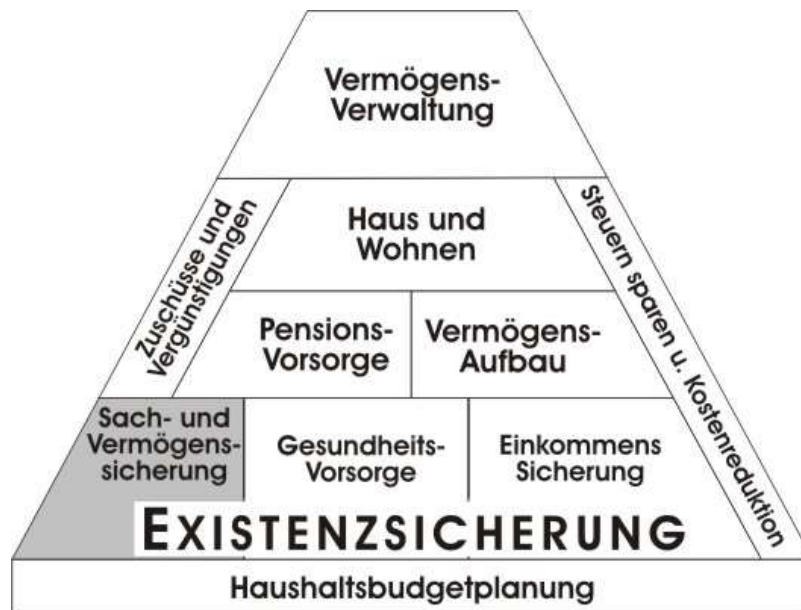 Vermögens-
Verwaltung
Zuschüsse und
Vergünstigungen
Haus und
Wohnen
Steuern sparen u. Kostenreduktion
Pensions-
Vorsorge
Vermögens-
Aufbau
Sach- und
Vermögens-
sicherung
Gesundheits-
Vorsorge
Einkommens
Sicherung
EXISTENZSICHERUNG
Haushaltsbudgetplanung